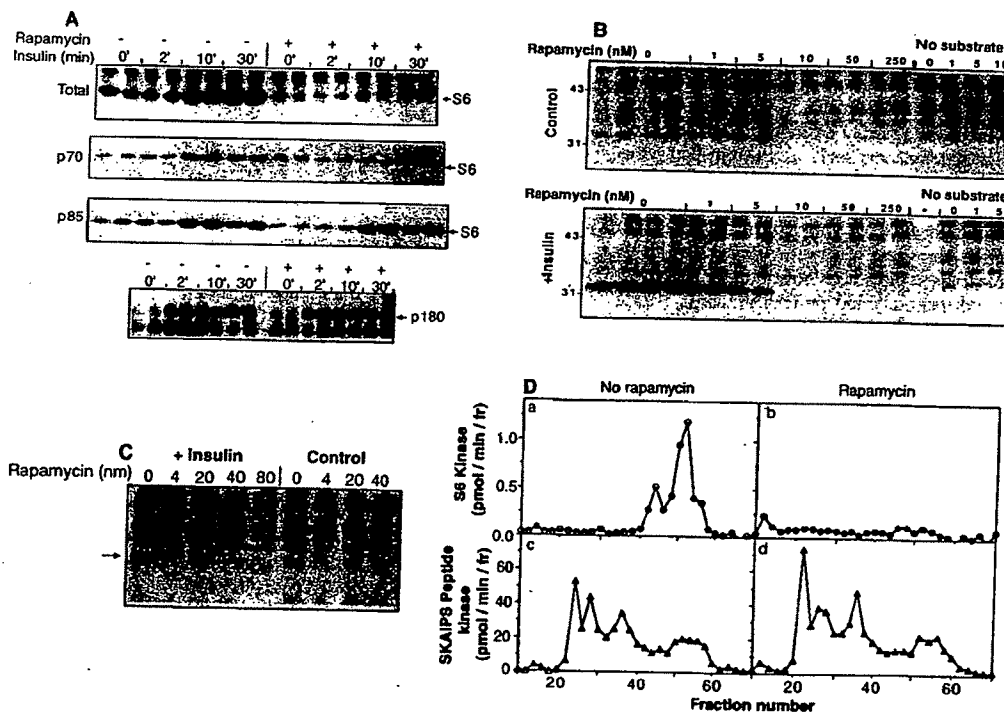 A
Rapamycin - - - - + + + +
Insulin (min) 0' 2' 10' 30' 0' 2' 10' 30'
Total
S6
p70
S6
p85
S6
- - - - + + + +
0' 2' 10' 30' 0' 2' 10' 30'
p180
B
No substrate
Rapamycin (nM) 0 1 5 10 50 250 0 1 5 10
43
Control
31
Rapamycin (nM) 0 1 5 10 50 250 0 1
No substrate
43
+Insulin
31
C
+ Insulin Control
Rapamycin (nm) 0 4 20 40 80 0 4 20 40
D
No rapamycin Rapamycin
a b
S6 Kinase
(pmol / min / fr)
1.0
0.5
0.0
c d
SKAIPS Peptide
kinase
(pmol / min / fr)
60
40
20
0
20 40 60 20 40 60
Fraction number